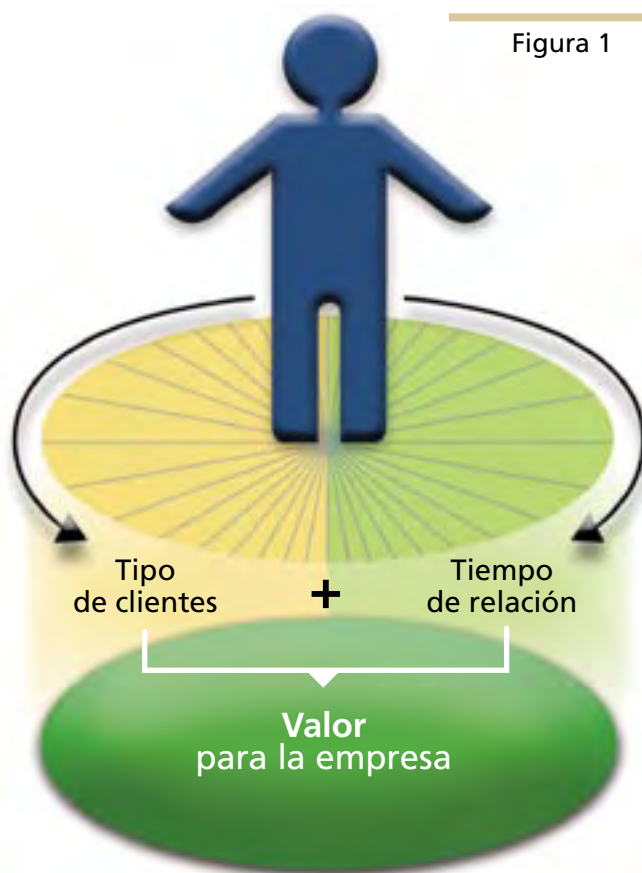 Figura 1
Tipo
de clientes
+
Tiempo
de relación
Valor
para la empresa